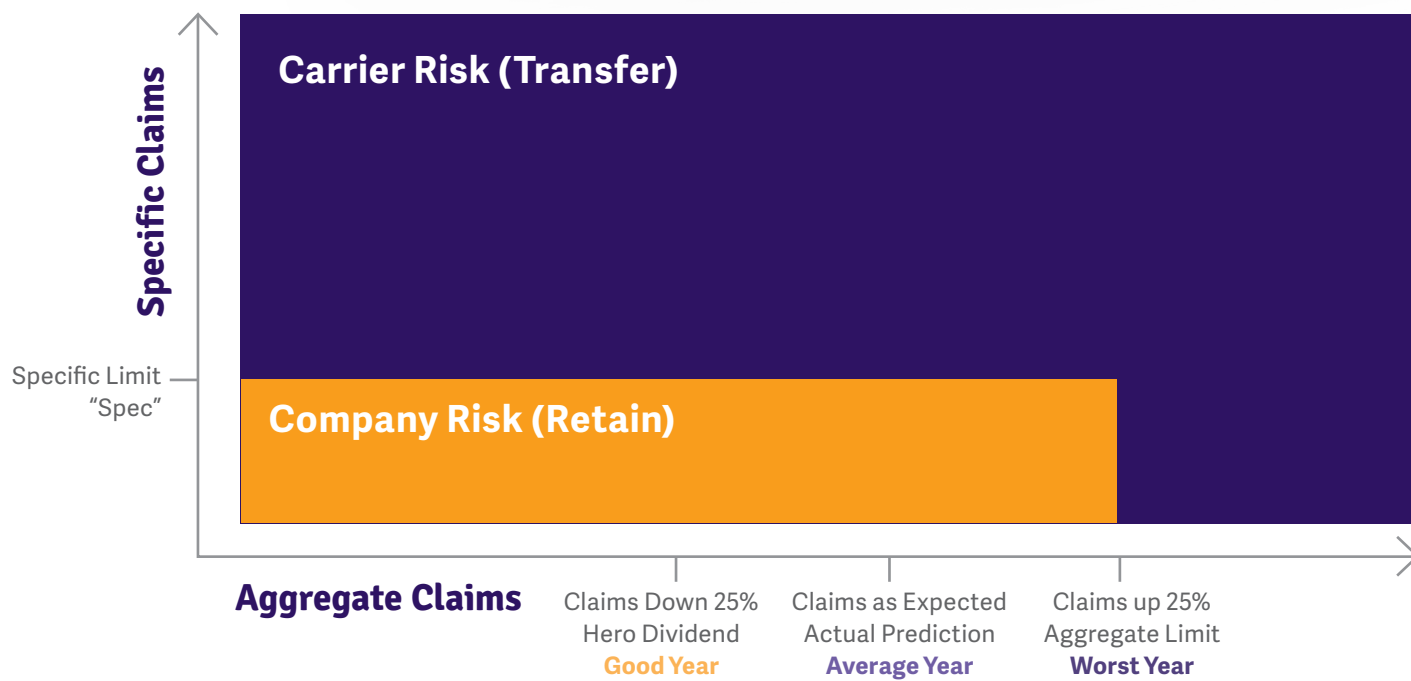 Carrier Risk (Transfer)
Specific Claims
Specific Limit
“Spec”
Company Risk (Retain)
Aggregate Claims
Claims Down 25%
Hero Dividend
Good Year
Claims as Expected
Actual Prediction
Average Year
Claims up 25%
Aggregate Limit
Worst Year